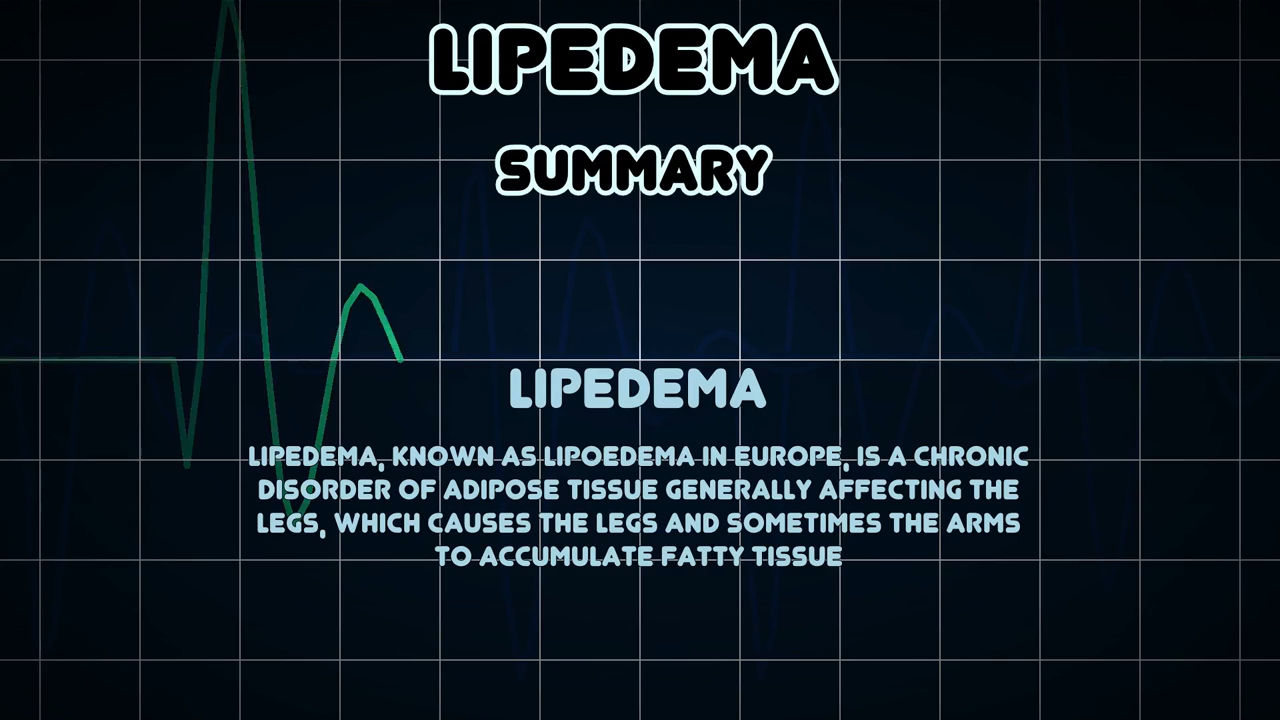 LIPEDEMA
SUMMARY
LIPEDEMA
LIPEDEMA, KNOWN AS LIPOEDEMA IN EUROPE, IS A CHRONIC
DISORDER OF ADIPOSE TISSUE GENERALLY AFFECTING THE
LEGS, WHICH CAUSES THE LEGS AND SOMETIMES THE ARMS
TO ACCUMULATE FATTY TISSUE